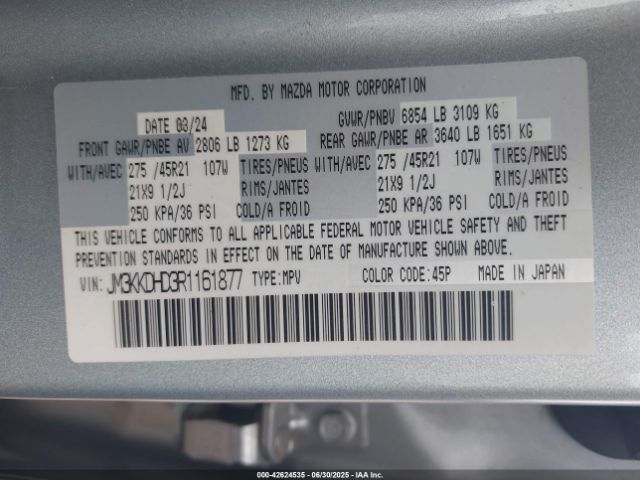 MFD. BY MAZDA MOTOR CORPORATION
DATE 03/24 GVWR/PNBV 6854 LB 3109 KG
FRONT GAWR/PNBE AV 2806 LB 1273 KG REAR GAWR/PNBE AR 3640 LB 1651 KG
WITH/AVEC 275 /45R21 107W TIRES/PNEUS WITH/AVEC 275 /45R21 107W TIRES/PNEUS
21X9 1/2J RIMS/JANTES 21X9 1/2J RIMS/JANTES
250 KPA/36 PSI COLD/A FROID 250 KPA/36 PSI COLD/A FROID
THIS VEHICLE CONFORMS TO ALL APPLICABLE FEDERAL MOTOR VEHICLE SAFETY AND THEFT
PREVENTION STANDARDS IN EFFECT ON THE DATE OF MANUFACTURE SHOWN ABOVE.
VIN: JM3KKDHD3R1161877 TYPE:MPV COLOR CODE:45P MADE IN JAPAN
000-42624535 - 06/30/2025 - IAAI.com